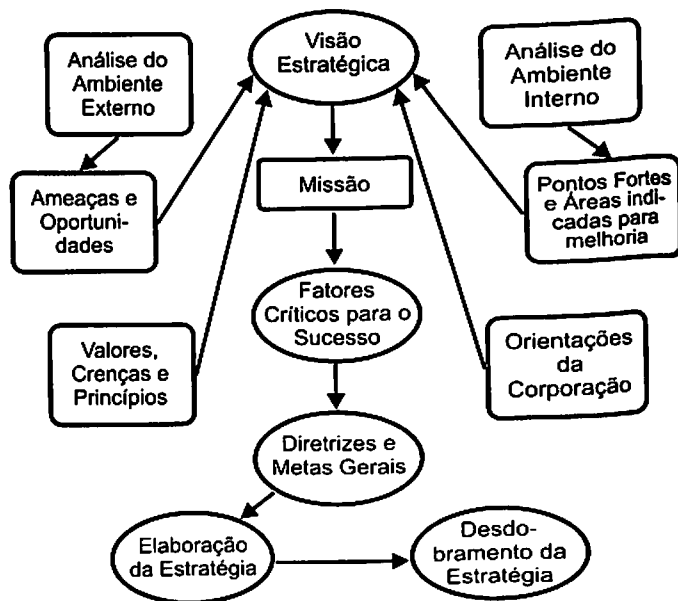 Visão
Estratégica
Análise do
Ambiente
Externo
Análise do
Ambiente
Interno
Ameaças e
Oportuni-
dades
Missão
Pontos Fortes
e Áreas indi-
cadas para
melhoria
Fatores
Críticos para o
Sucesso
Valores,
Crenças e
Princípios
Orientações
da
Corporação
Diretrizes e
Metas Gerais
Elaboração
da Estratégia
Desdo-
bramento da
Estratégia